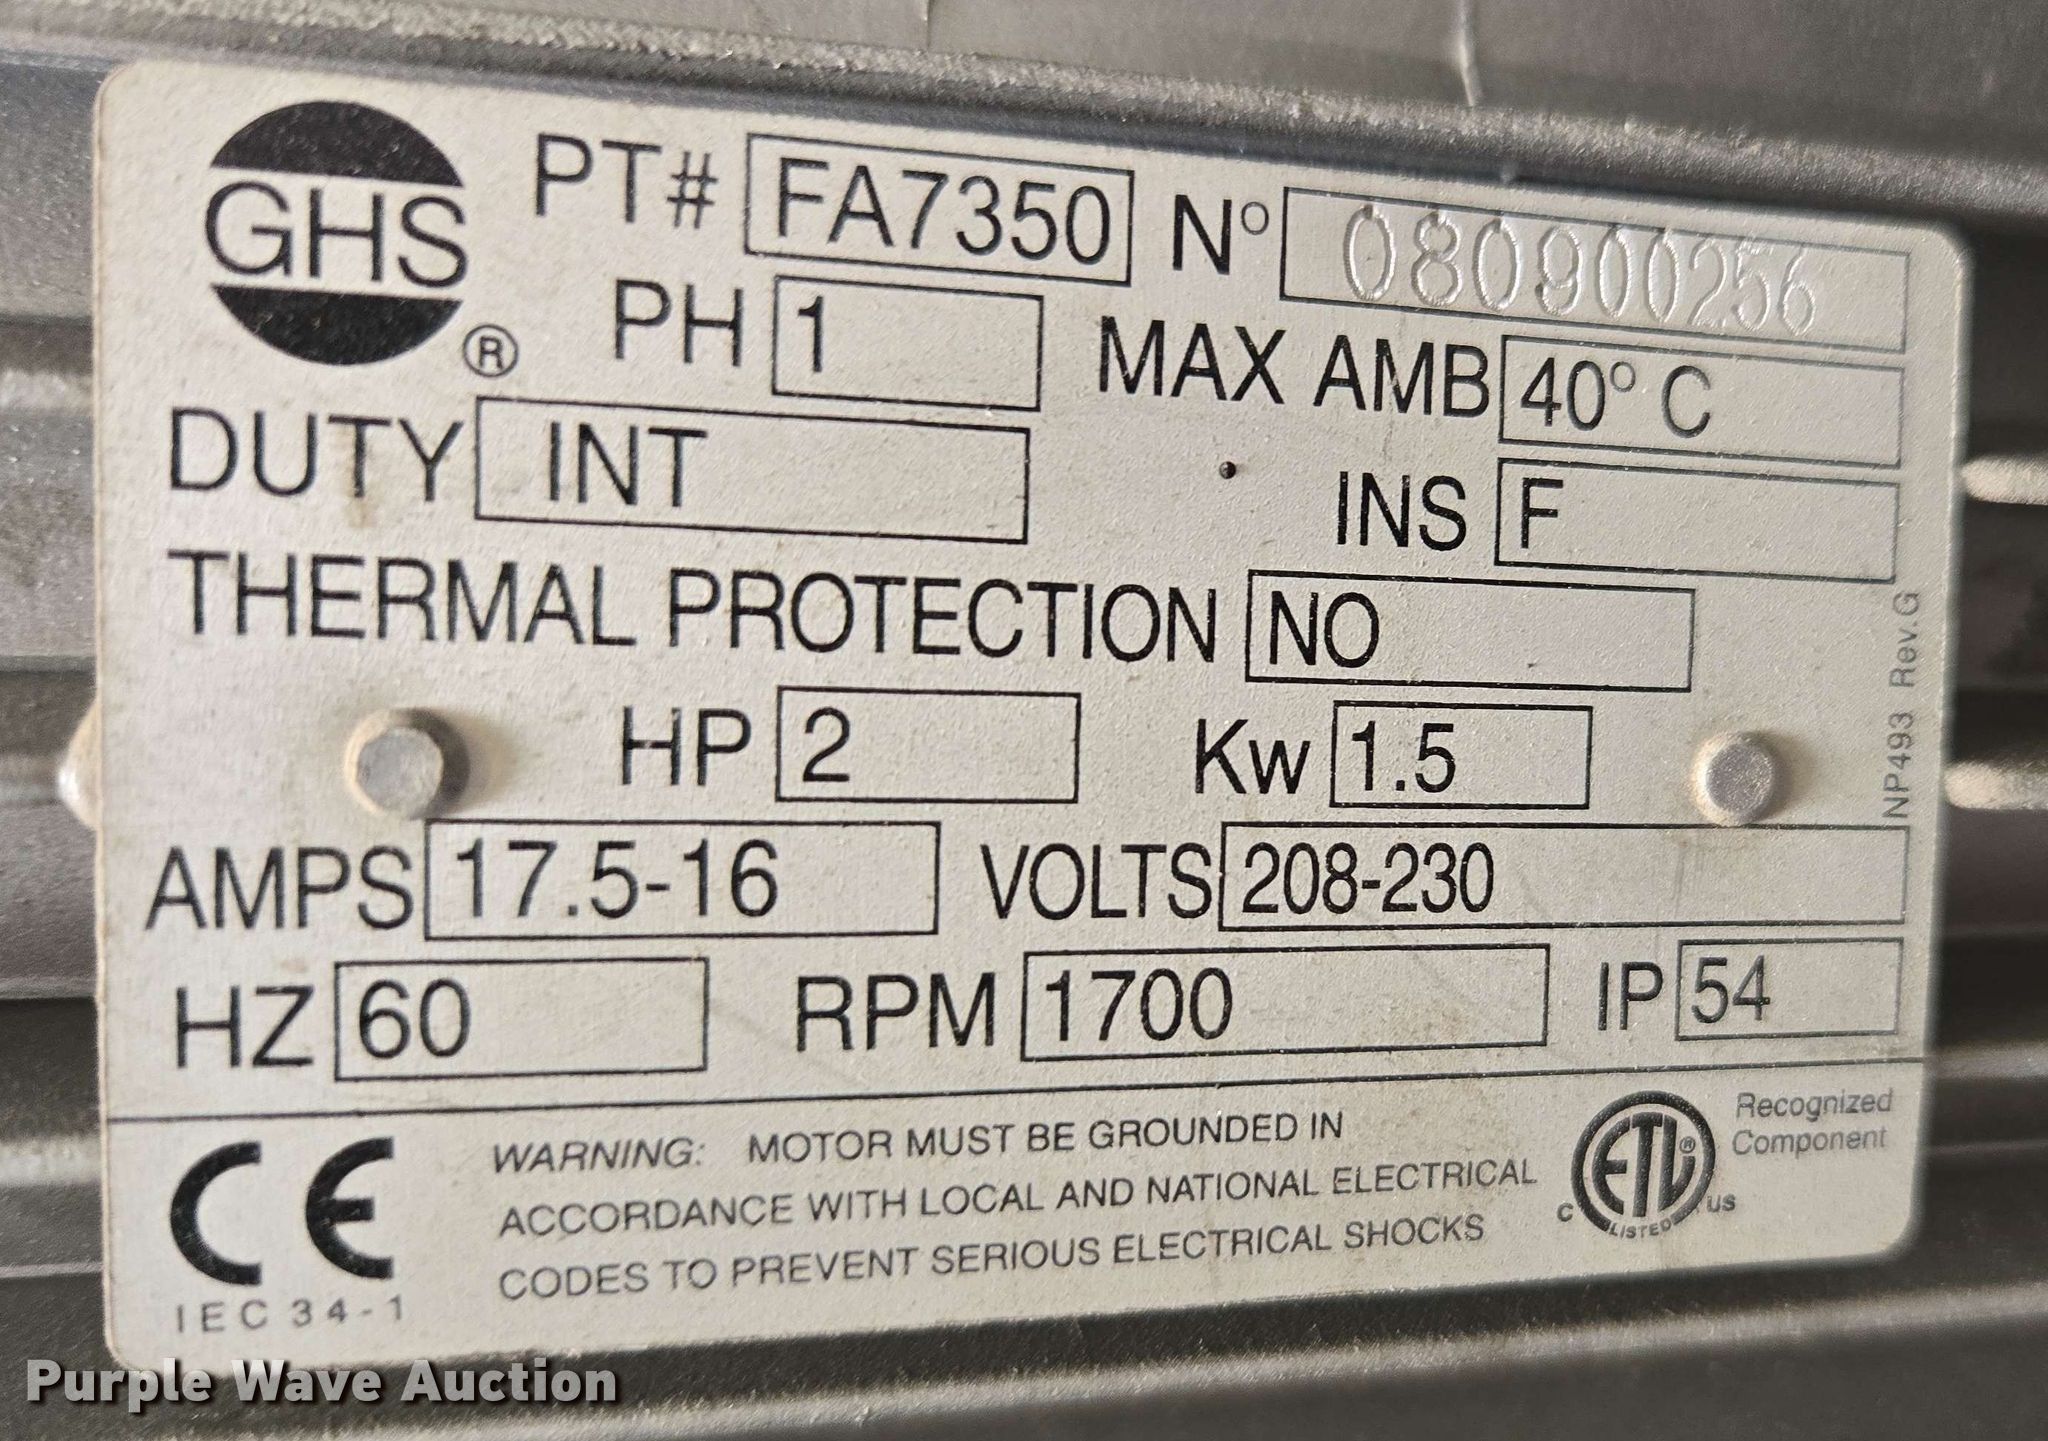 GHS ®
PT# FA7350 N° 080900256
PH 1 MAX AMB 40° C
DUTY INT INS F
THERMAL PROTECTION NO
HP 2 Kw 1.5
AMPS 17.5-16 VOLTS 208-230
HZ 60 RPM 1700 IP 54
NP493 Rev.G
CE
IEC 34-1
WARNING: MOTOR MUST BE GROUNDED IN
ACCORDANCE WITH LOCAL AND NATIONAL ELECTRICAL
CODES TO PREVENT SERIOUS ELECTRICAL SHOCKS
C ETL ® US
LISTED
Recognized
Component
Purple Wave Auction